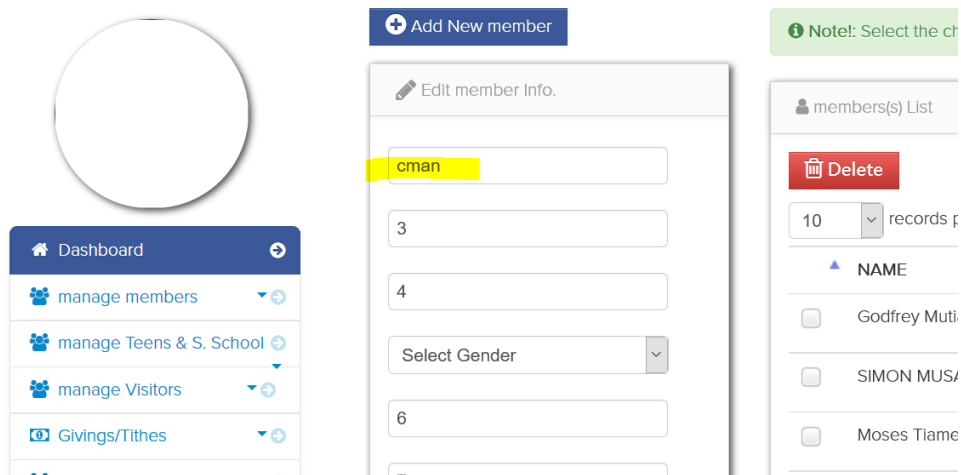 Add New member
Note!: Select the ch
Edit member Info.
members(s) List
cman
Delete
3
10 records p
Dashboard
NAME
manage members
4
Godfrey Muti
manage Teens & S. School
Select Gender
SIMON MUSA
manage Visitors
6
Givings/Tithes
Moses Tiame